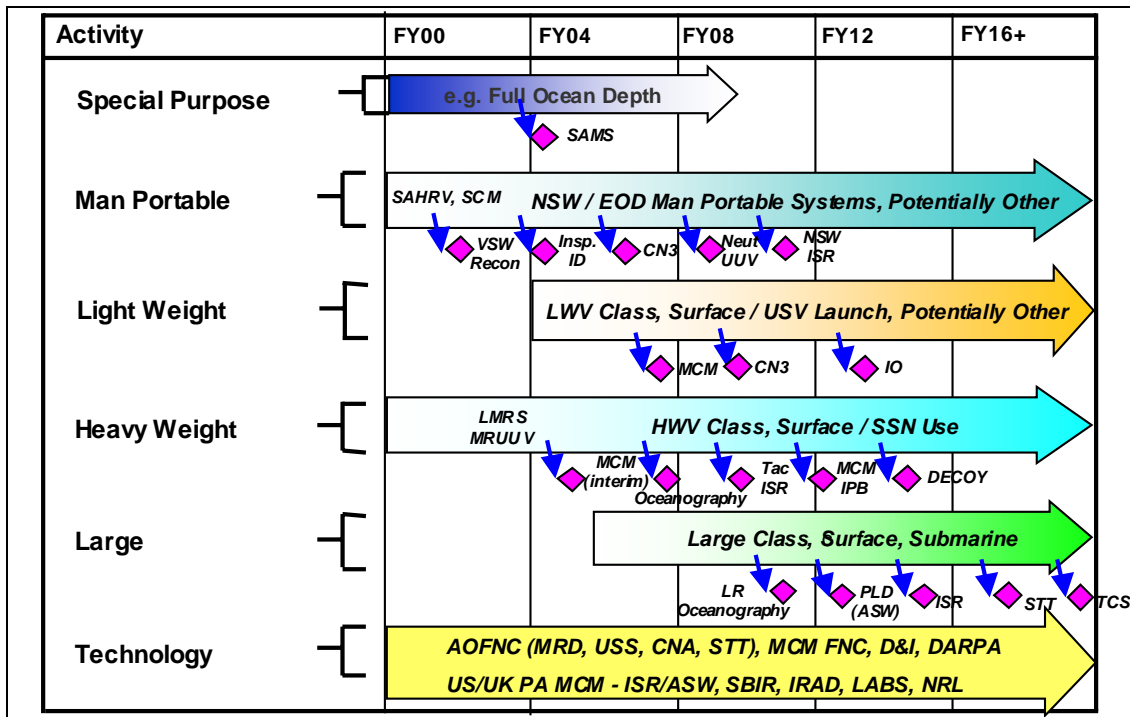 Activity FY00 FY04 FY08 FY12 FY16+
Special Purpose
e.g. Full Ocean Depth
SAMS
Man Portable
SAHRV, SCM NSW / EOD Man Portable Systems, Potentially Other
VSW Recon
Insp. ID
CN3
Neut UUV
NSW ISR
Light Weight
LWV Class, Surface / USV Launch, Potentially Other
MCM CN3 IO
Heavy Weight
LMRS
MRUUV
HWV Class, Surface / SSN Use
MCM (interim)
Oceanography
Tac ISR
MCM IPB
DECOY
Large
Large Class, Surface, Submarine
LR Oceanography
PLD (ASW)
ISR
STT
TCS
Technology
AOFNC (MRD, USS, CNA, STT), MCM FNC, D&I, DARPA
US/UK PA MCM - ISR/ASW, SBIR, IRAD, LABS, NRL